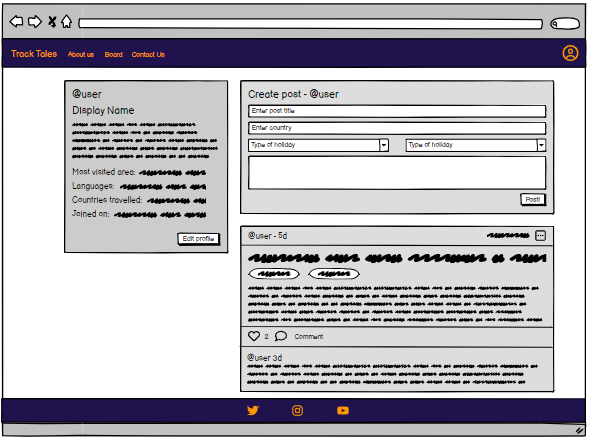 Track Tales About us Board Contact Us
@user
Display Name
Most visited area:
Languages:
Countries travelled:
Joined on:
Edit profile
Create post - @user
Enter post title
Enter country
Type of holiday Type of holiday
Post!
@user - 5d
2 Comment
@user 3d